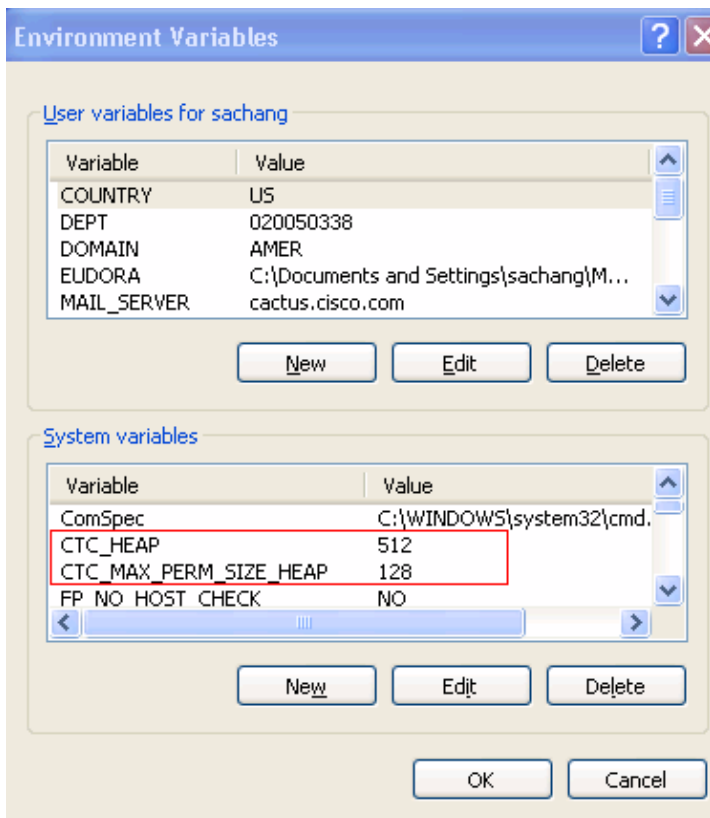 Environment Variables
User variables for sachang
Variable Value
COUNTRY US
DEPT 020050338
DOMAIN AMER
EUDORA C:\Documents and Settings\sachang\M...
MAIL_SERVER cactus.cisco.com
New Edit Delete
System variables
Variable Value
ComSpec C:\WINDOWS\system32\cmd.
CTC_HEAP 512
CTC_MAX_PERM_SIZE_HEAP 128
FP_NO_HOST_CHECK NO
New Edit Delete
OK Cancel